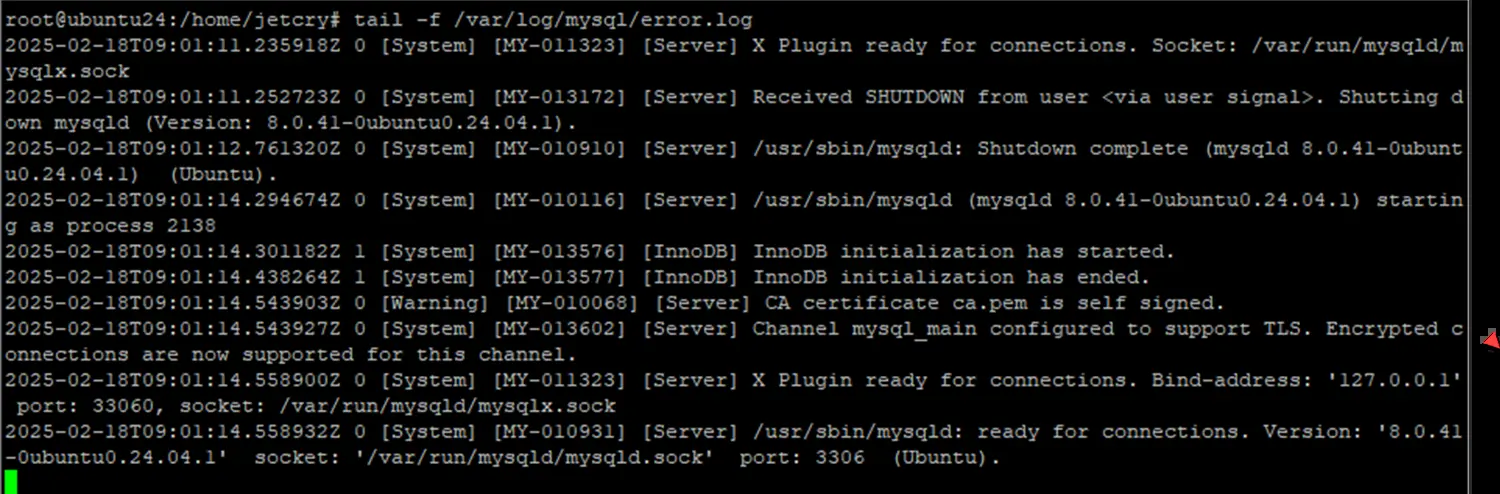 root@ubuntu24:/home/jetcry# tail -f /var/log/mysql/error.log
2025-02-18T09:01:11.235918Z 0 [System] [MY-011323] [Server] X Plugin ready for connections. Socket: /var/run/mysqld/m
ysqlx.sock
2025-02-18T09:01:11.252723Z 0 [System] [MY-013172] [Server] Received SHUTDOWN from user <via user signal>. Shutting d
own mysqld (Version: 8.0.41-0ubuntu0.24.04.1).
2025-02-18T09:01:12.761320Z 0 [System] [MY-010910] [Server] /usr/sbin/mysqld: Shutdown complete (mysqld 8.0.41-0ubunt
u0.24.04.1)  (Ubuntu).
2025-02-18T09:01:14.294674Z 0 [System] [MY-010116] [Server] /usr/sbin/mysqld (mysqld 8.0.41-0ubuntu0.24.04.1) startin
g as process 2138
2025-02-18T09:01:14.301182Z 1 [System] [MY-013576] [InnoDB] InnoDB initialization has started.
2025-02-18T09:01:14.438264Z 1 [System] [MY-013577] [InnoDB] InnoDB initialization has ended.
2025-02-18T09:01:14.543903Z 0 [Warning] [MY-010068] [Server] CA certificate ca.pem is self signed.
2025-02-18T09:01:14.543927Z 0 [System] [MY-013602] [Server] Channel mysql_main configured to support TLS. Encrypted c
onnections are now supported for this channel.
2025-02-18T09:01:14.558900Z 0 [System] [MY-011323] [Server] X Plugin ready for connections. Bind-address: '127.0.0.1'
 port: 33060, socket: /var/run/mysqld/mysqlx.sock
2025-02-18T09:01:14.558932Z 0 [System] [MY-010931] [Server] /usr/sbin/mysqld: ready for connections. Version: '8.0.41
-0ubuntu0.24.04.1'  socket: '/var/run/mysqld/mysqld.sock'  port: 3306  (Ubuntu).